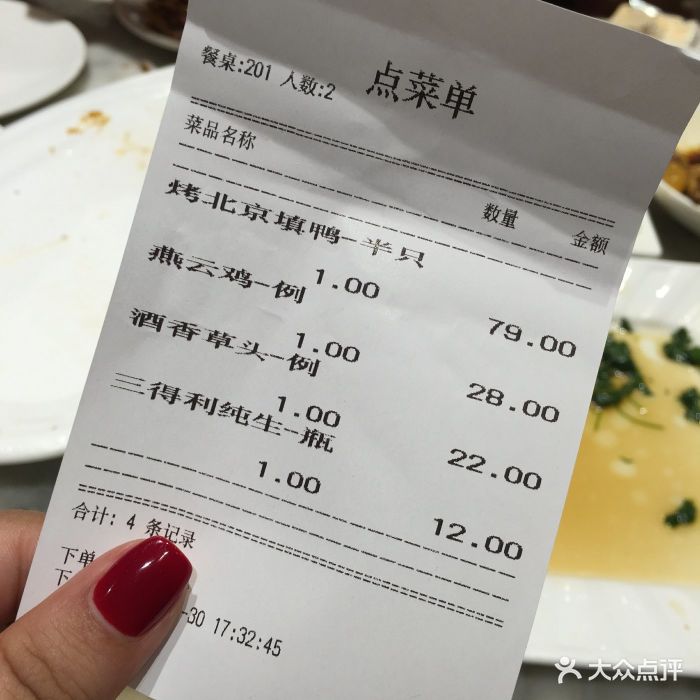 点菜单
餐桌:201 人数:2
菜品名称 数量 金额
烤北京填鸭-半只
1.00 79.00
燕云鸡-例
1.00 28.00
酒香草头-例
1.00 22.00
三得利纯生-瓶
1.00 12.00
合计: 4 条记录
下单
下
-30 17:32:45
大众点评